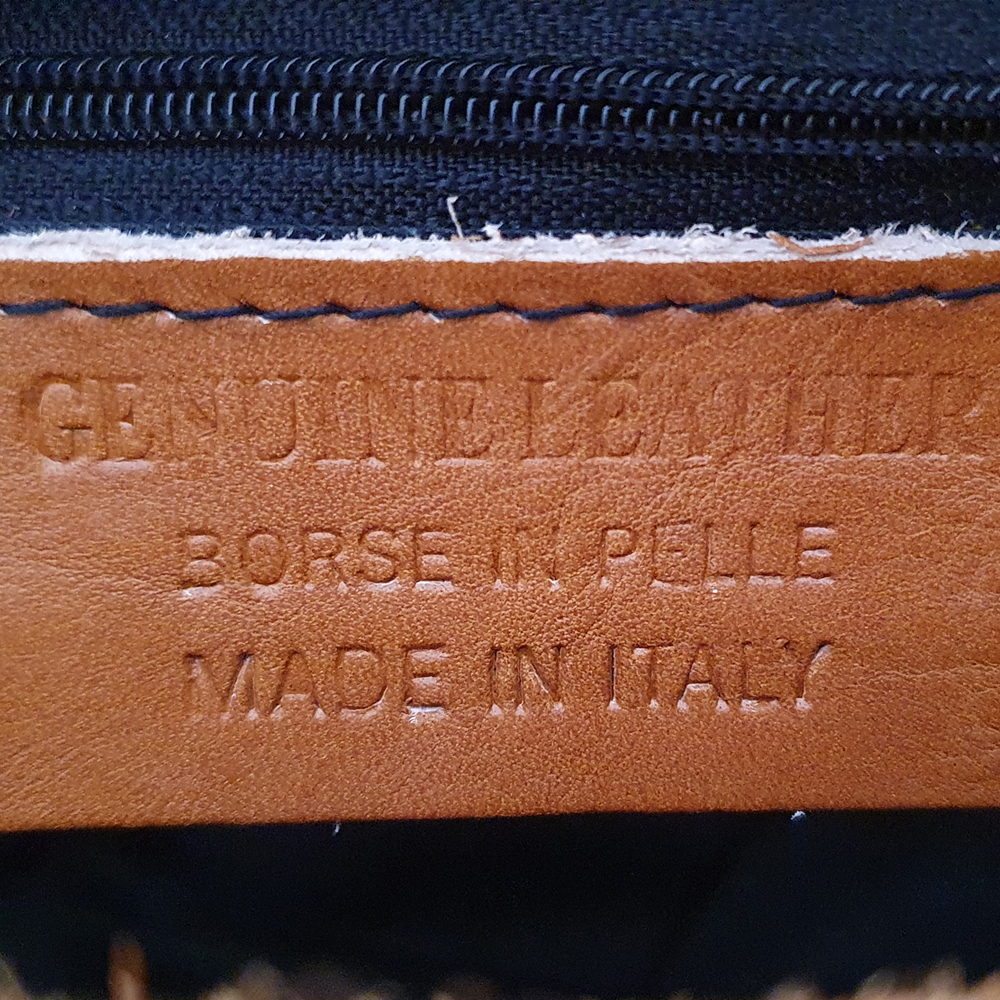 GENUINE LEATHER
BORSE IN PELLE
MADE IN ITALY